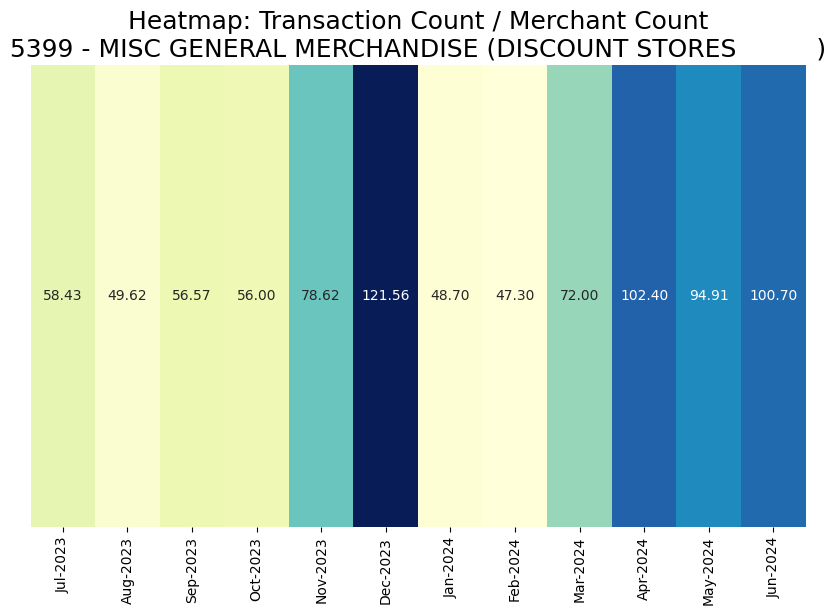 Heatmap: Transaction Count / Merchant Count
5399 - MISC GENERAL MERCHANDISE (DISCOUNT STORES          )
58.43 49.62 56.57 56.00 78.62 121.56 48.70 47.30 72.00 102.40 94.91 100.70
Jul-2023 Aug-2023 Sep-2023 Oct-2023 Nov-2023 Dec-2023 Jan-2024 Feb-2024 Mar-2024 Apr-2024 May-2024 Jun-2024